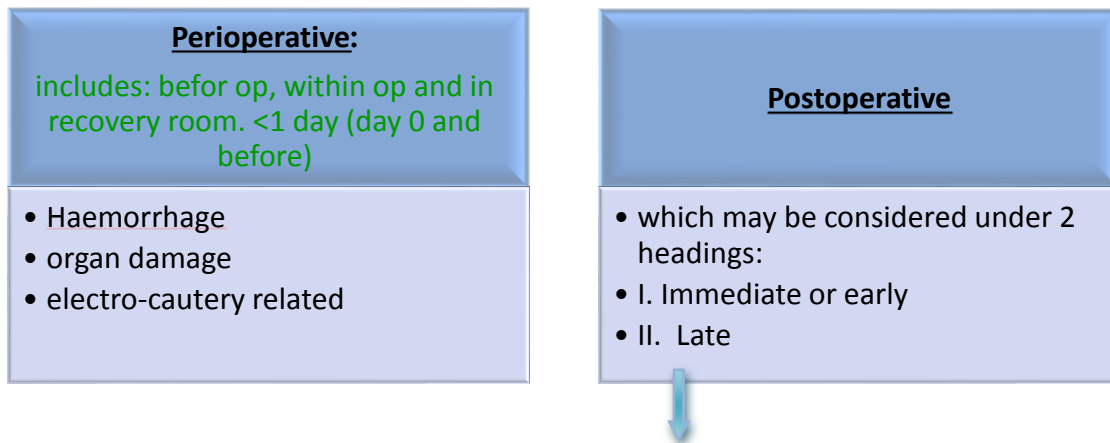 Perioperative:
includes: befor op, within op and in
recovery room. <1 day (day 0 and
before)
• Haemorrhage
• organ damage
• electro-cautery related
Postoperative
• which may be considered under 2
headings:
• I. Immediate or early
• II.  Late